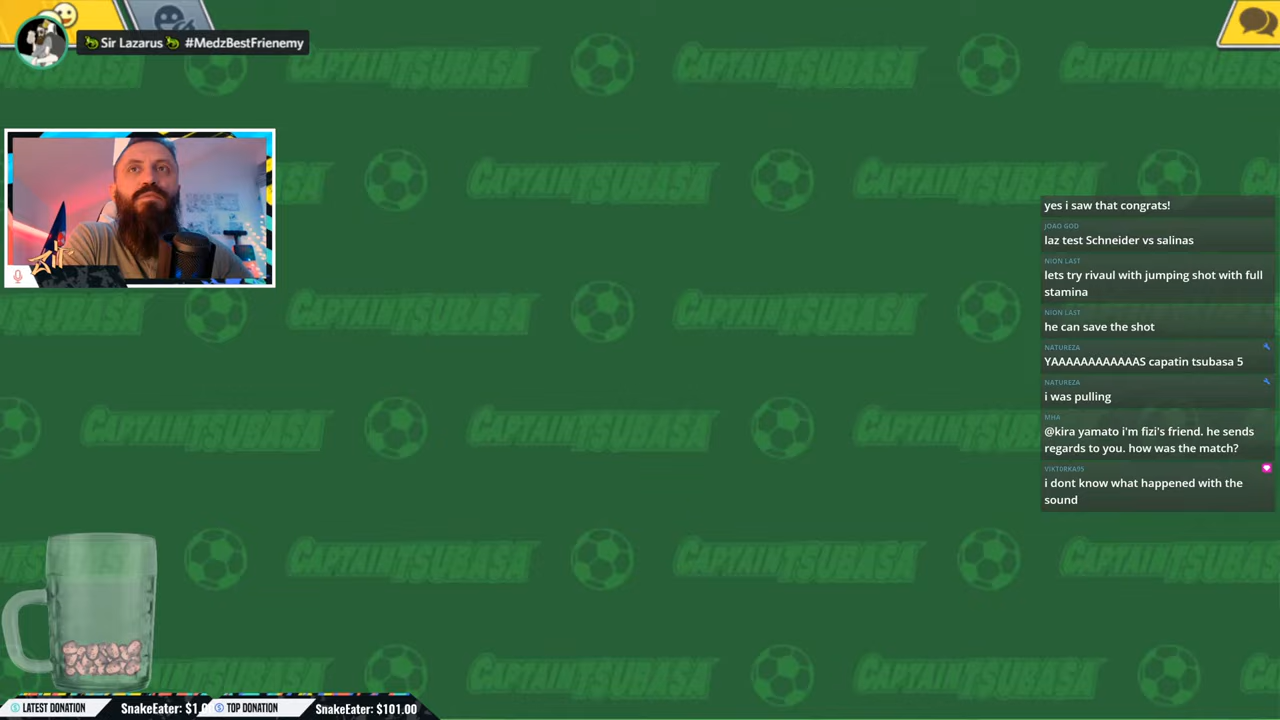 Sir Lazarus #MedzBestFrienemy
CAPTAIN TSUBASA
yes i saw that congrats!
JOAO GOD
laz test Schneider vs salinas
NION LAST
lets try rivaul with jumping shot with full
stamina
NION LAST
he can save the shot
NATUREZA
YAAAAAAAAAAAAS capatin tsubasa 5
NATUREZA
i was pulling
MHA
@kira yamato i'm fizi's friend. he sends
regards to you. how was the match?
VIKT0RKA95
i dont know what happened with the
sound
LATEST DONATION
SnakeEater:
TOP DONATION
SnakeEater: $101.00